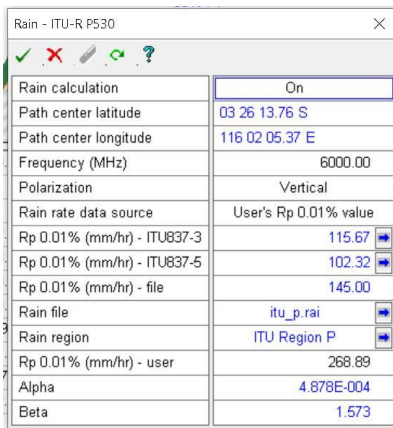 Rain - ITU-R P530
Rain calculation On
Path center latitude 03 26 13.76 S
Path center longitude 116 02 05.37 E
Frequency (MHz) 6000.00
Polarization Vertical
Rain rate data source User's Rp 0.01% value
Rp 0.01% (mm/hr) - ITU837-3 115.67
Rp 0.01% (mm/hr) - ITU837-5 102.32
Rp 0.01% (mm/hr) - file 145.00
Rain file itu_p.rai
Rain region ITU Region P
Rp 0.01% (mm/hr) - user 268.89
Alpha 4.878E-004
Beta 1.573